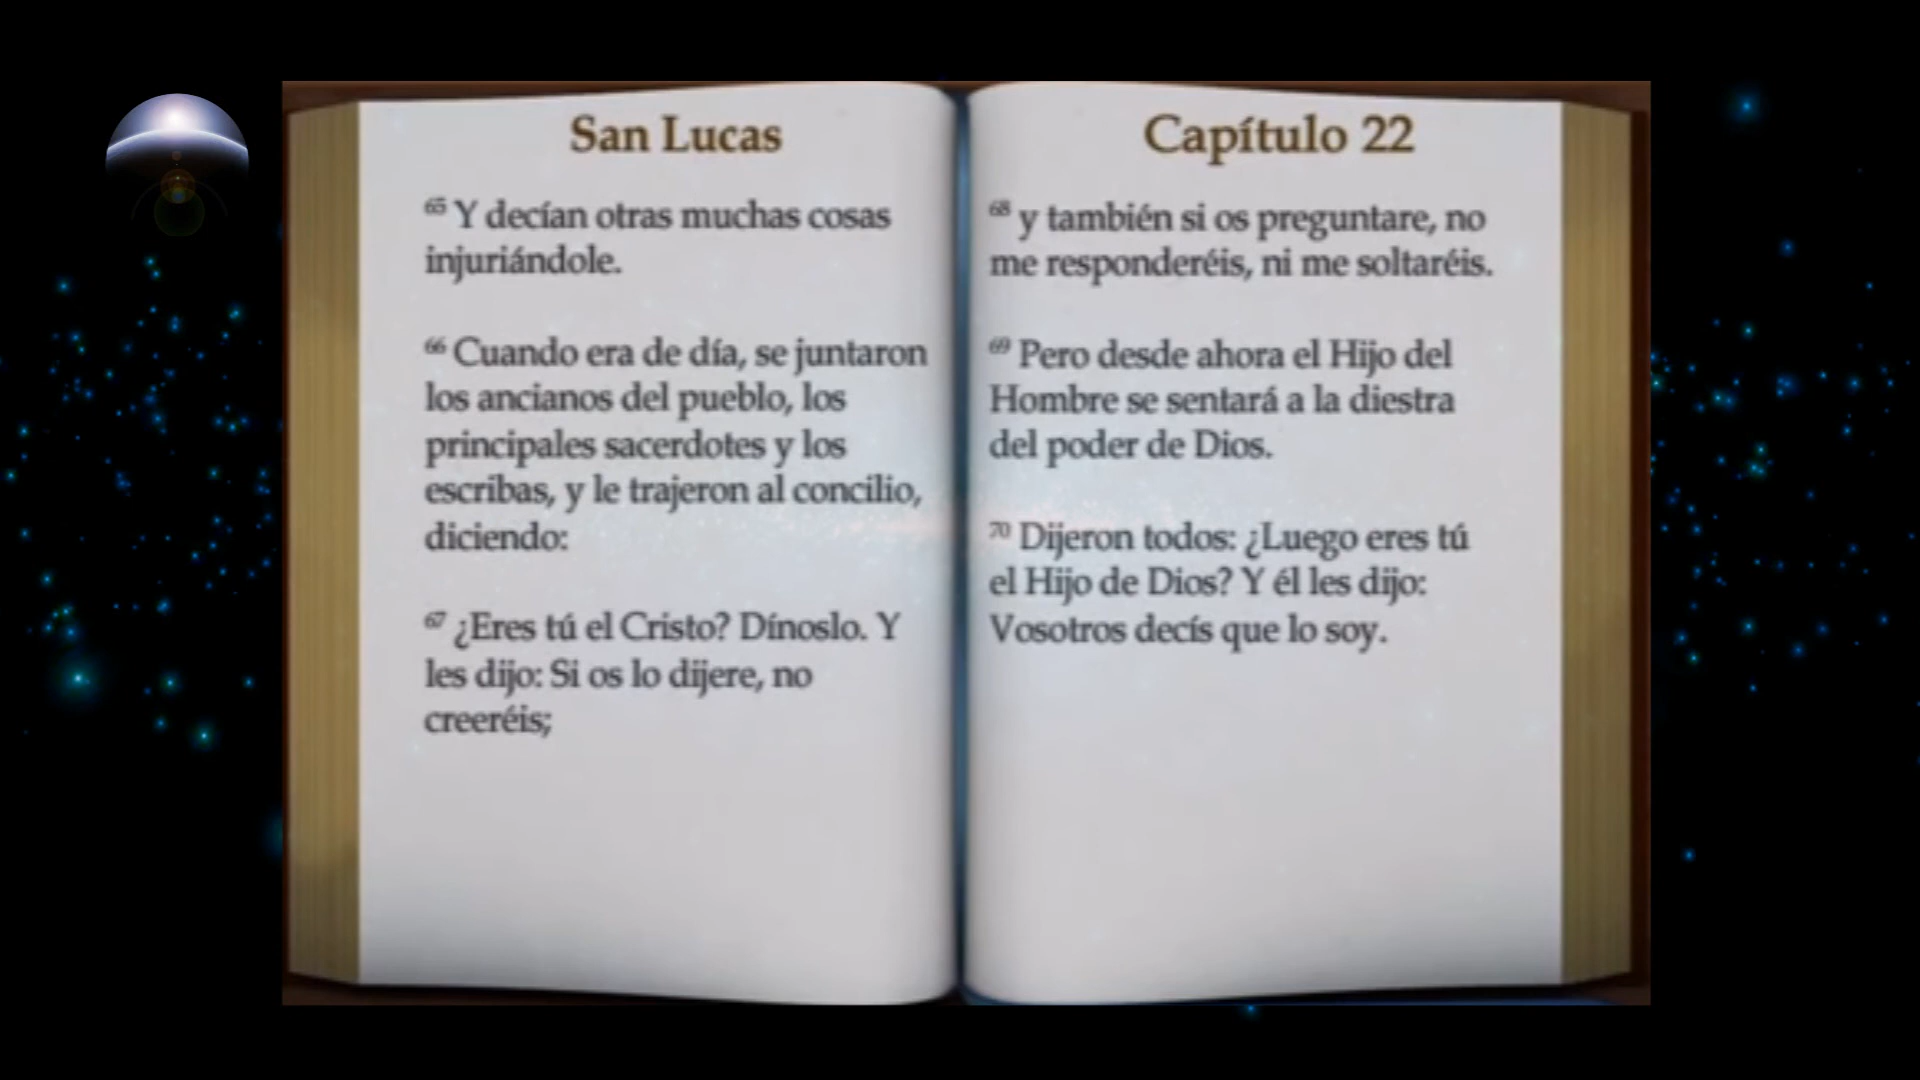 San Lucas
65 Y decían otras muchas cosas
injuriándole.
66 Cuando era de día, se juntaron
los ancianos del pueblo, los
principales sacerdotes y los
escribas, y le trajeron al concilio,
diciendo:
67 ¿Eres tú el Cristo? Dínoslo. Y
les dijo: Si os lo dijere, no
creeréis;
Capítulo 22
68 y también si os preguntare, no
me responderéis, ni me soltaréis.
69 Pero desde ahora el Hijo del
Hombre se sentará a la diestra
del poder de Dios.
70 Dijeron todos: ¿Luego eres tú
el Hijo de Dios? Y él les dijo:
Vosotros decís que lo soy.